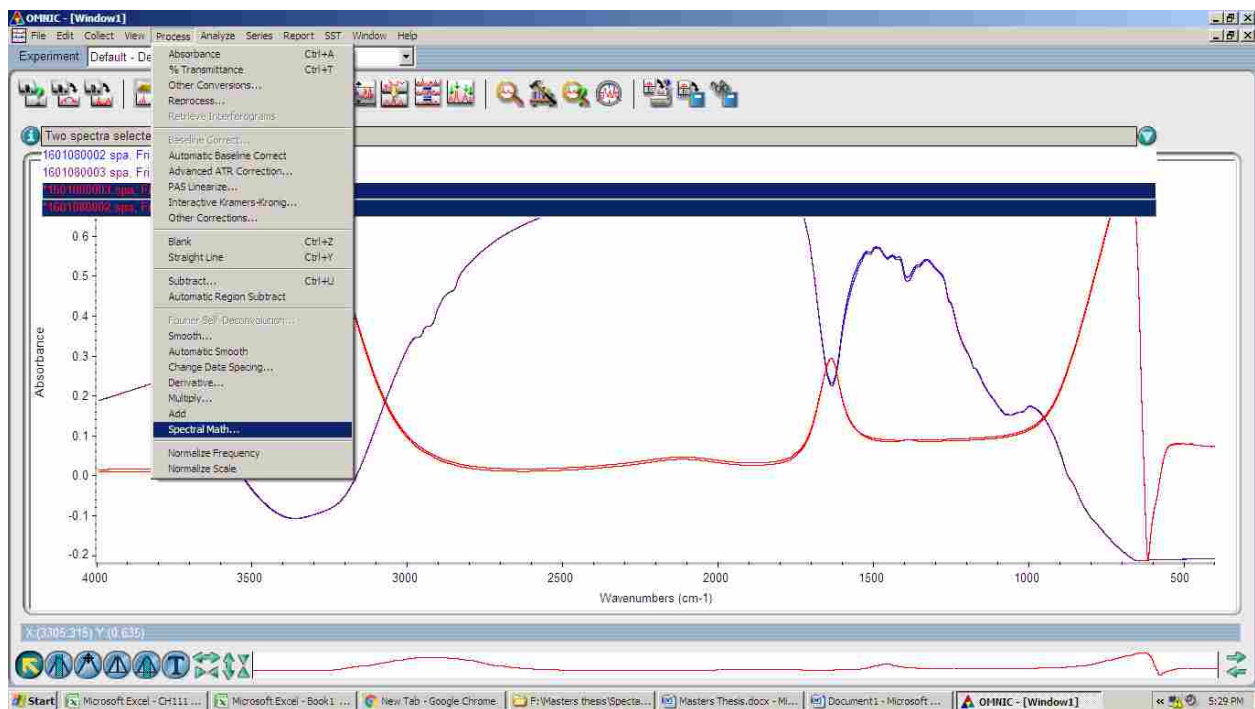 OMNIC - [Window1]
File Edit Collect View Process Analyze Series Report SST Window Help
Experiment Default - De
Absorbance Ctrl+A
% Transmittance Ctrl+T
Other Conversions...
Reprocess...
Retrieve Interferograms
Baseline Correct...
Automatic Baseline Correct
Advanced ATR Correction...
PAS Linearize...
Interactive Kramers-Kronig...
Other Corrections...
Blank Ctrl+Z
Straight Line Ctrl+Y
Subtract... Ctrl+U
Automatic Region Subtract
Fourier Self-Deconvolution...
Smooth...
Automatic Smooth
Change Data Spacing...
Derivative...
Multiply...
Add
Spectral Math...
Normalize Frequency
Normalize Scale
Two spectra selecte
1601080002.spa, Fri
1601080003.spa, Fri
*1601080003.spa, F
*1601080002.spa, F
0.6
0.5
0.4
0.3
0.2
0.1
0.0
-0.1
-0.2
Absorbance
4000 3500 3000 2500 2000 1500 1000 500
Wavenumbers (cm-1)
X:(3305.315) Y:(0.635)
T
Start Microsoft Excel - CH111 ... Microsoft Excel - Book1 ... New Tab - Google Chrome F:\Masters thesis\Specta... Masters Thesis.docx - Mi... Document1 - Microsoft ... OMNIC - [Window1] « 5:29 PM